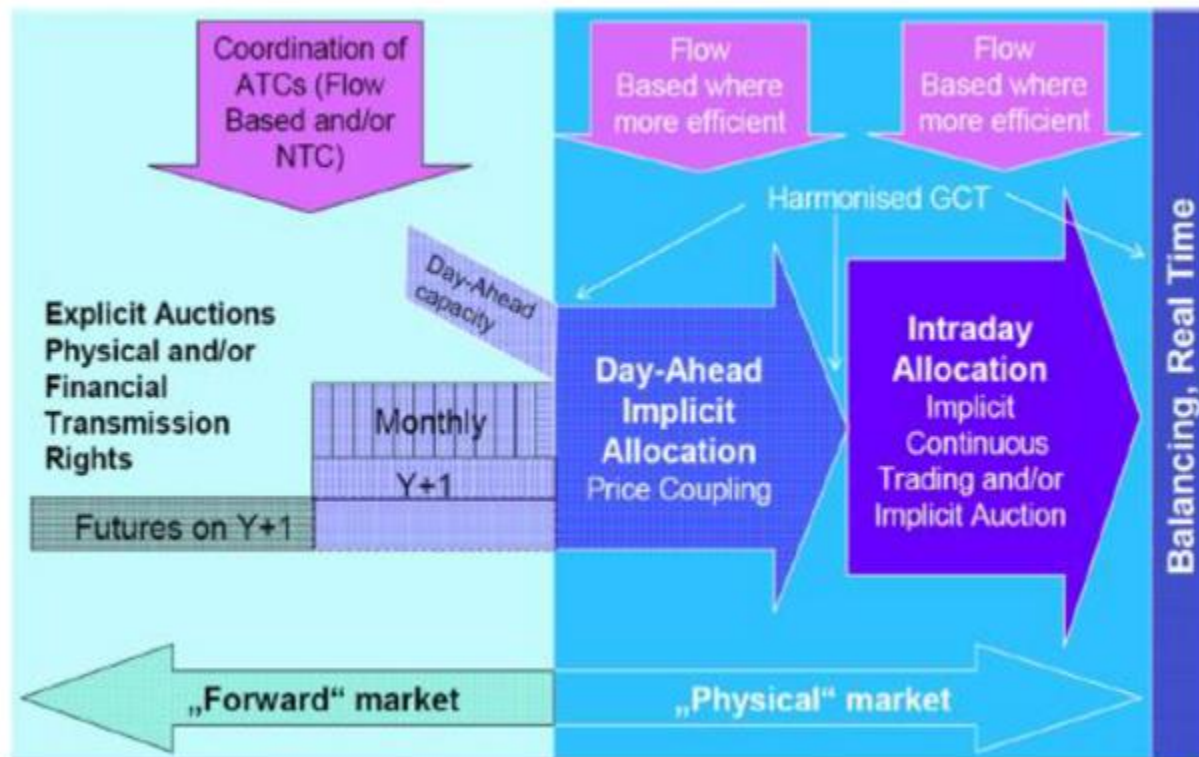 Coordination of
ATCs (Flow
Based and/or
NTC)
Flow
Based where
more efficient
Flow
Based where
more efficient
Harmonised GCT
Day-Ahead
capacity
Explicit Auctions
Physical and/or
Financial
Transmission
Rights
Monthly
Y+1
Futures on Y+1
Day-Ahead
Implicit
Allocation
Price Coupling
Intraday
Allocation
Implicit
Continuous
Trading and/or
Implicit Auction
Balancing, Real Time
„Forward“ market
„Physical“ market